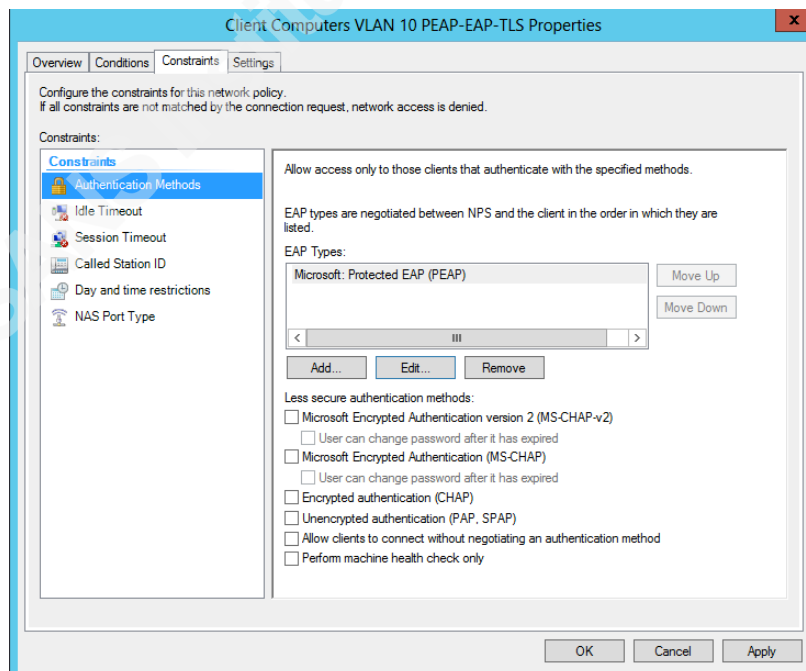 Client Computers VLAN 10 PEAP-EAP-TLS Properties
x
Overview
Conditions
Constraints
Settings
Configure the constraints for this network policy.
If all constraints are not matched by the connection request, network access is denied.
Constraints:
Constraints
Authentication Methods
Idle Timeout
Session Timeout
Called Station ID
Day and time restrictions
NAS Port Type
Allow access only to those clients that authenticate with the specified methods.
EAP types are negotiated between NPS and the client in the order in which they are
listed.
EAP Types:
Microsoft: Protected EAP (PEAP)
Move Up
Move Down
Add...
Edit...
Remove
Less secure authentication methods:
Microsoft Encrypted Authentication version 2 (MS-CHAP-v2)
User can change password after it has expired
Microsoft Encrypted Authentication (MS-CHAP)
User can change password after it has expired
Encrypted authentication (CHAP)
Unencrypted authentication (PAP, SPAP)
Allow clients to connect without negotiating an authentication method
Perform machine health check only
OK
Cancel
Apply